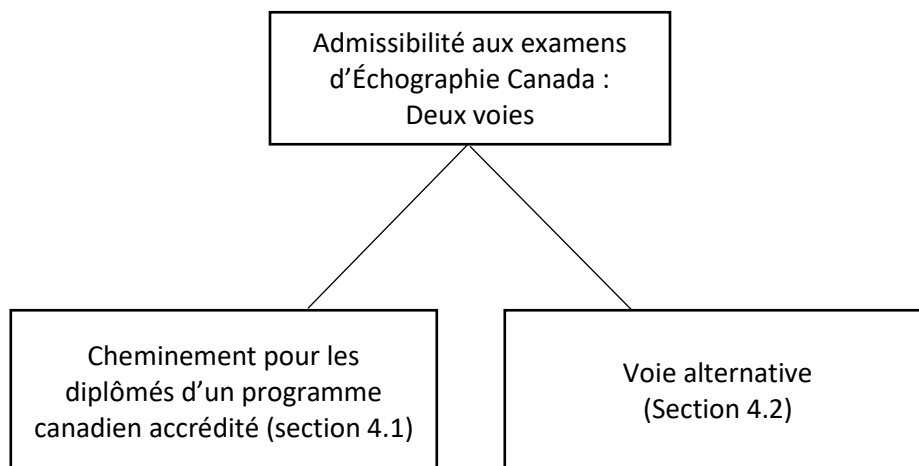 Admissibilité aux examens
d’Échographie Canada :
Deux voies
Cheminement pour les
diplômés d’un programme
canadien accrédité (section 4.1)
Voie alternative
(Section 4.2)